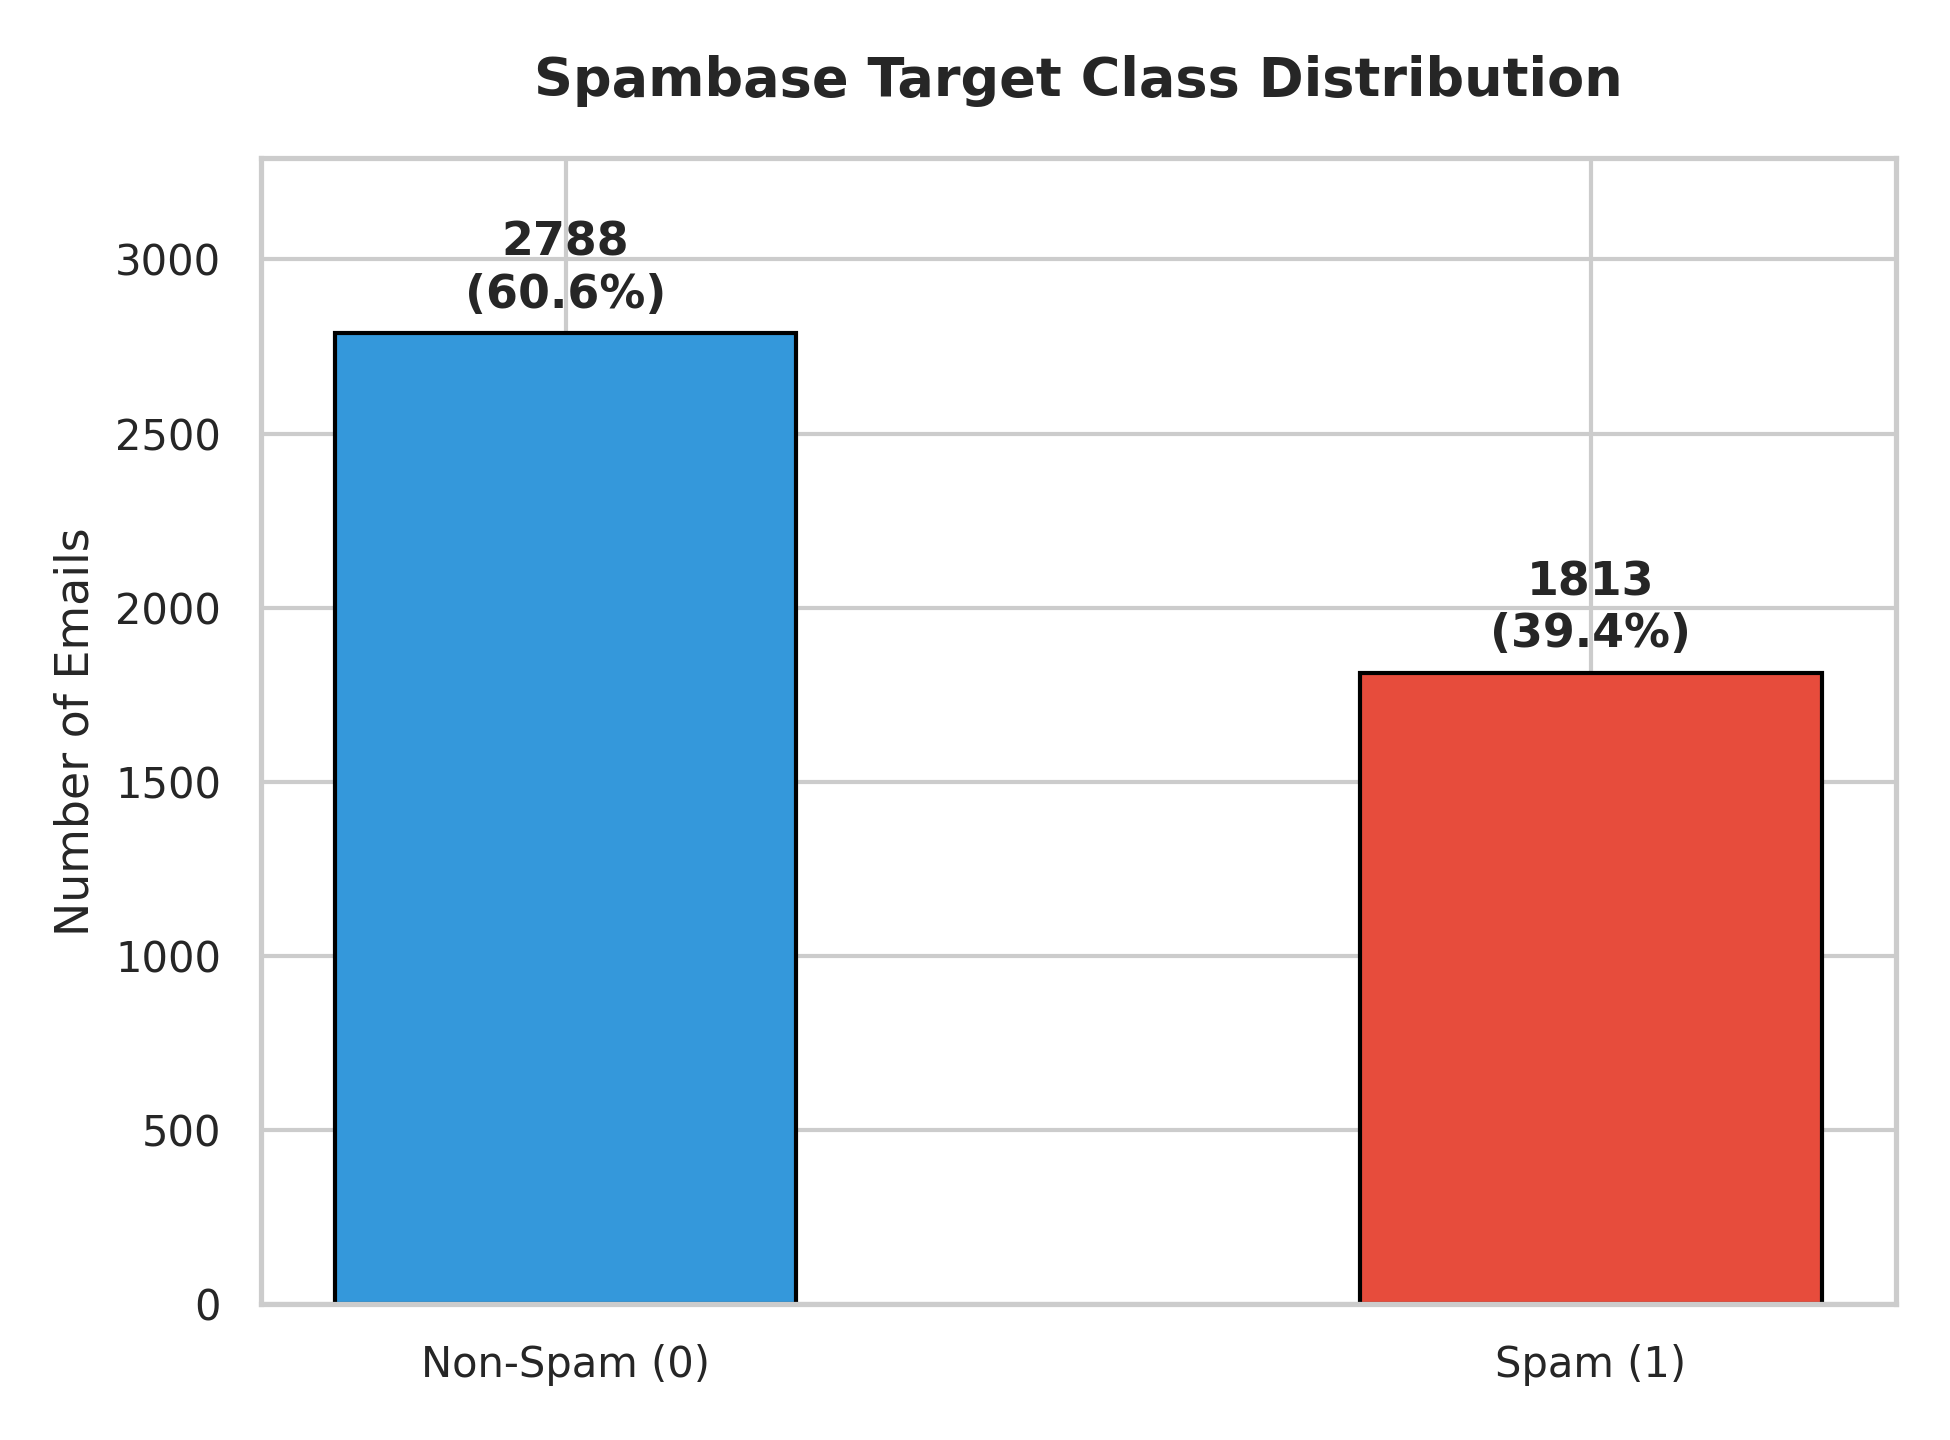 Spambase Target Class Distribution
2788
(60.6%)
1813
(39.4%)
3000
2500
2000
1500
1000
500
0
Number of Emails
Non-Spam (0)
Spam (1)